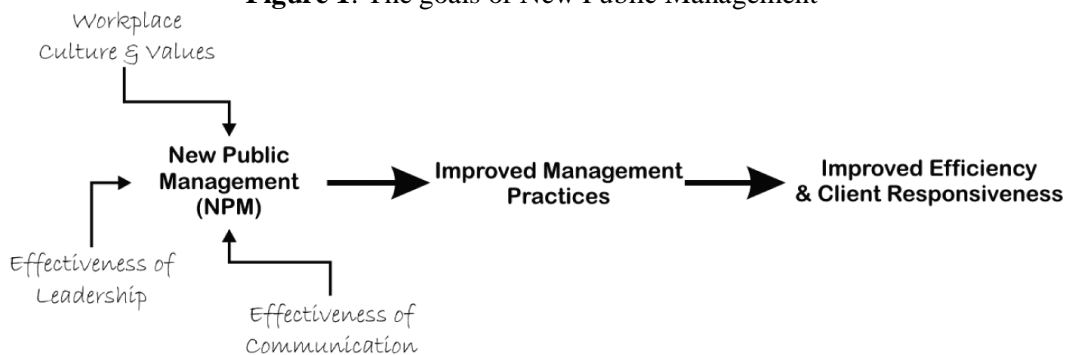 Figure 1. The goals of New Public Management
Workplace
Culture & Values
New Public
Management
(NPM)
Improved Management
Practices
Improved Efficiency
& Client Responsiveness
Effectiveness of
Leadership
Effectiveness of
Communication